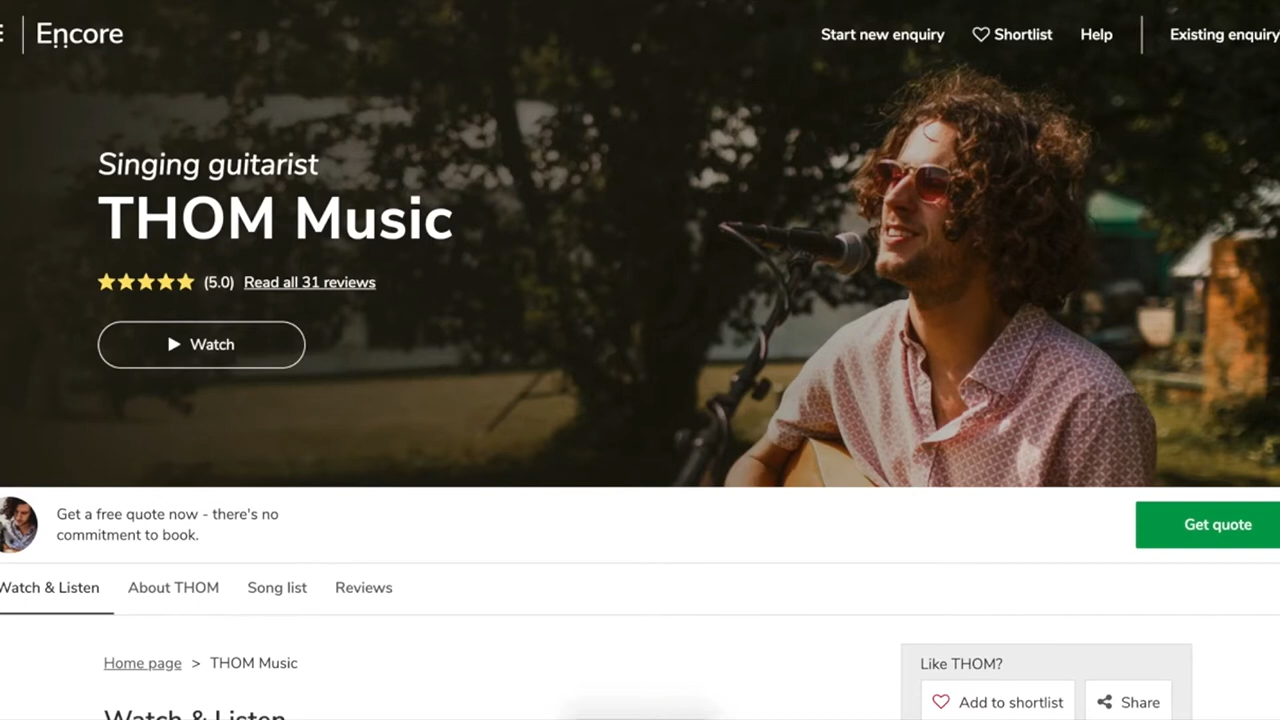 Encore
Start new enquiry
Shortlist
Help
Existing enquiry
Singing guitarist
THOM Music
(5.0) Read all 31 reviews
Watch
Get a free quote now - there's no
commitment to book.
Get quote
Watch & Listen
About THOM
Song list
Reviews
Home page > THOM Music
Like THOM?
Add to shortlist
Share
Watch & Listen